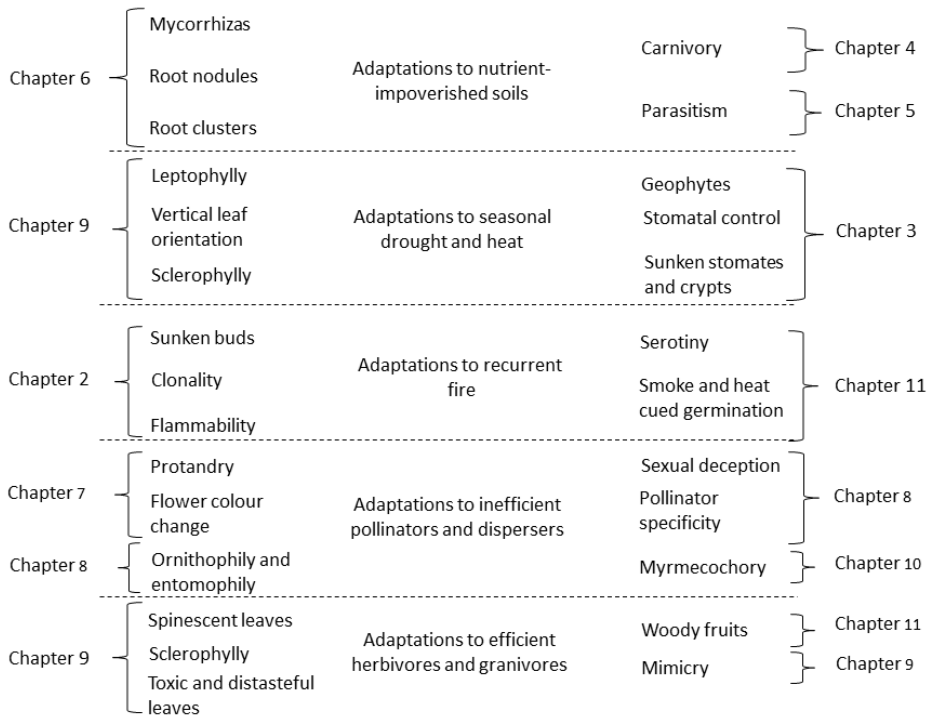 Chapter 6
Mycorrhizas
Root nodules
Root clusters
Adaptations to nutrient-
impoverished soils
Carnivory
Chapter 4
Parasitism
Chapter 5
Chapter 9
Leptophylly
Vertical leaf
orientation
Sclerophylly
Adaptations to seasonal
drought and heat
Geophytes
Stomatal control
Sunken stomates
and crypts
Chapter 3
Chapter 2
Sunken buds
Clonality
Flammability
Adaptations to recurrent
fire
Serotiny
Smoke and heat
cued germination
Chapter 11
Chapter 7
Protandry
Flower colour
change
Chapter 8
Ornithophily and
entomophily
Adaptations to inefficient
pollinators and dispersers
Sexual deception
Pollinator
specificity
Chapter 8
Myrmecochory
Chapter 10
Chapter 9
Spinescent leaves
Sclerophylly
Toxic and distasteful
leaves
Adaptations to efficient
herbivores and granivores
Woody fruits
Chapter 11
Mimicry
Chapter 9